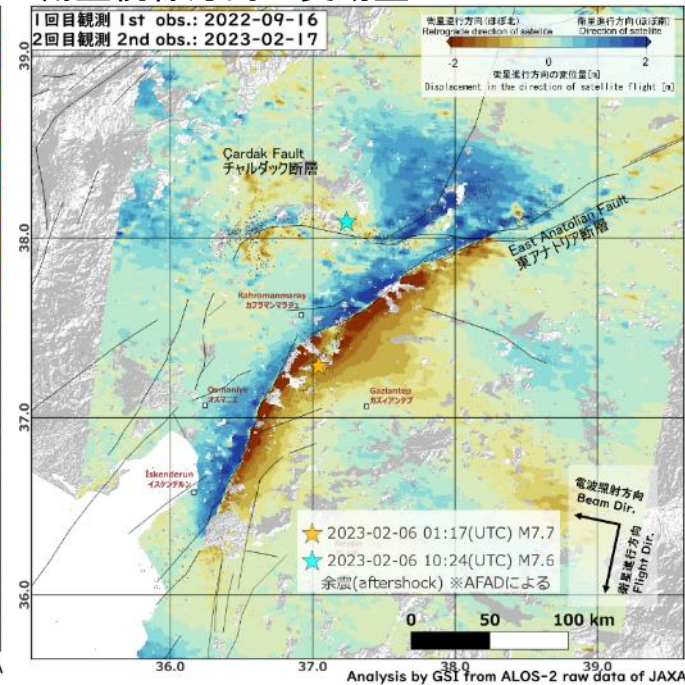 1回目観測 1st obs.: 2022-09-16
2回目観測 2nd obs.: 2023-02-17
衛星逆行方向(ほぼ北) 衛星進行方向(ほぼ南)
Retrograde direction of satellite Direction of satellite
-2 0 2
衛星進行方向の変位量[m]
Displacement in the direction of satellite flight [m]
39.0
Çardak Fault
チャルダック断層
38.0
East Anatolian Fault
東アナトリア断層
Kahramanmaraş
カフラマンマラシュ
Osmaniye
オスマニエ
Gaziantep
ガズィアンテプ
37.0
İskenderun
イスケンデルン
電波照射方向
Beam Dir.
衛星進行方向
Flight Dir.
2023-02-06 01:17(UTC) M7.7
2023-02-06 10:24(UTC) M7.6
余震(aftershock) ※AFADによる
36.0
0 50 100 km
36.0 37.0 38.0 39.0
Analysis by GSI from ALOS-2 raw data of JAXA